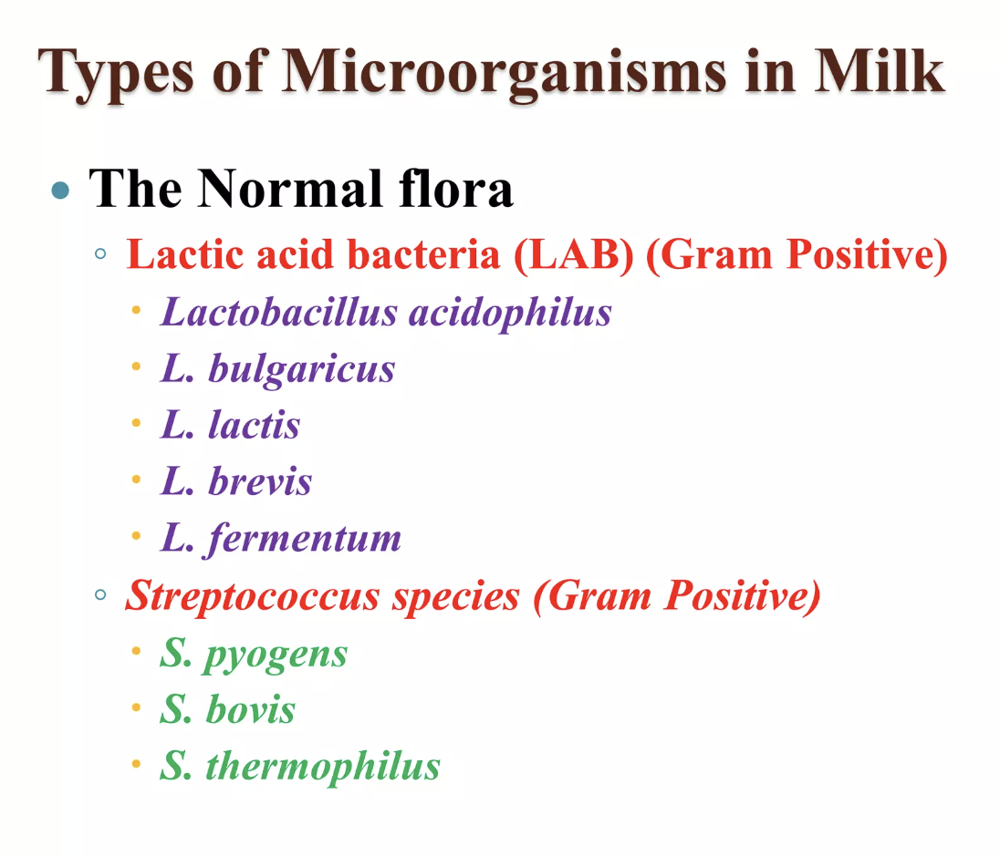 Types of Microorganisms in Milk
The Normal flora
Lactic acid bacteria (LAB) (Gram Positive)
Lactobacillus acidophilus
L. bulgaricus
L. lactis
L. brevis
L. fermentum
Streptococcus species (Gram Positive)
S. pyogens
S. bovis
S. thermophilus